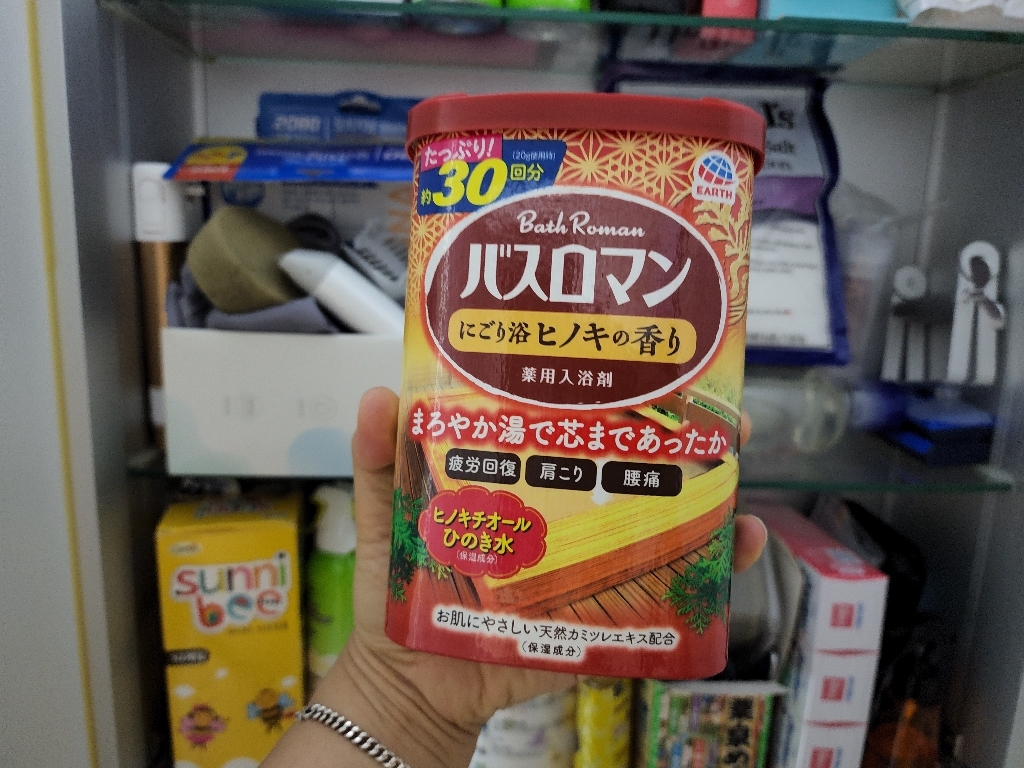 たっぷり!
約30回分
(20g使用時)
EARTH
Bath Roman
バスロマン
にごり浴 ヒノキの香り
薬用入浴剤
まろやか湯で芯まであったか
疲労回復 肩こり 腰痛
ヒノキチオール
ひのき水
(保湿成分)
お肌にやさしい天然カミツレエキス配合
(保湿成分)
sunni
bee